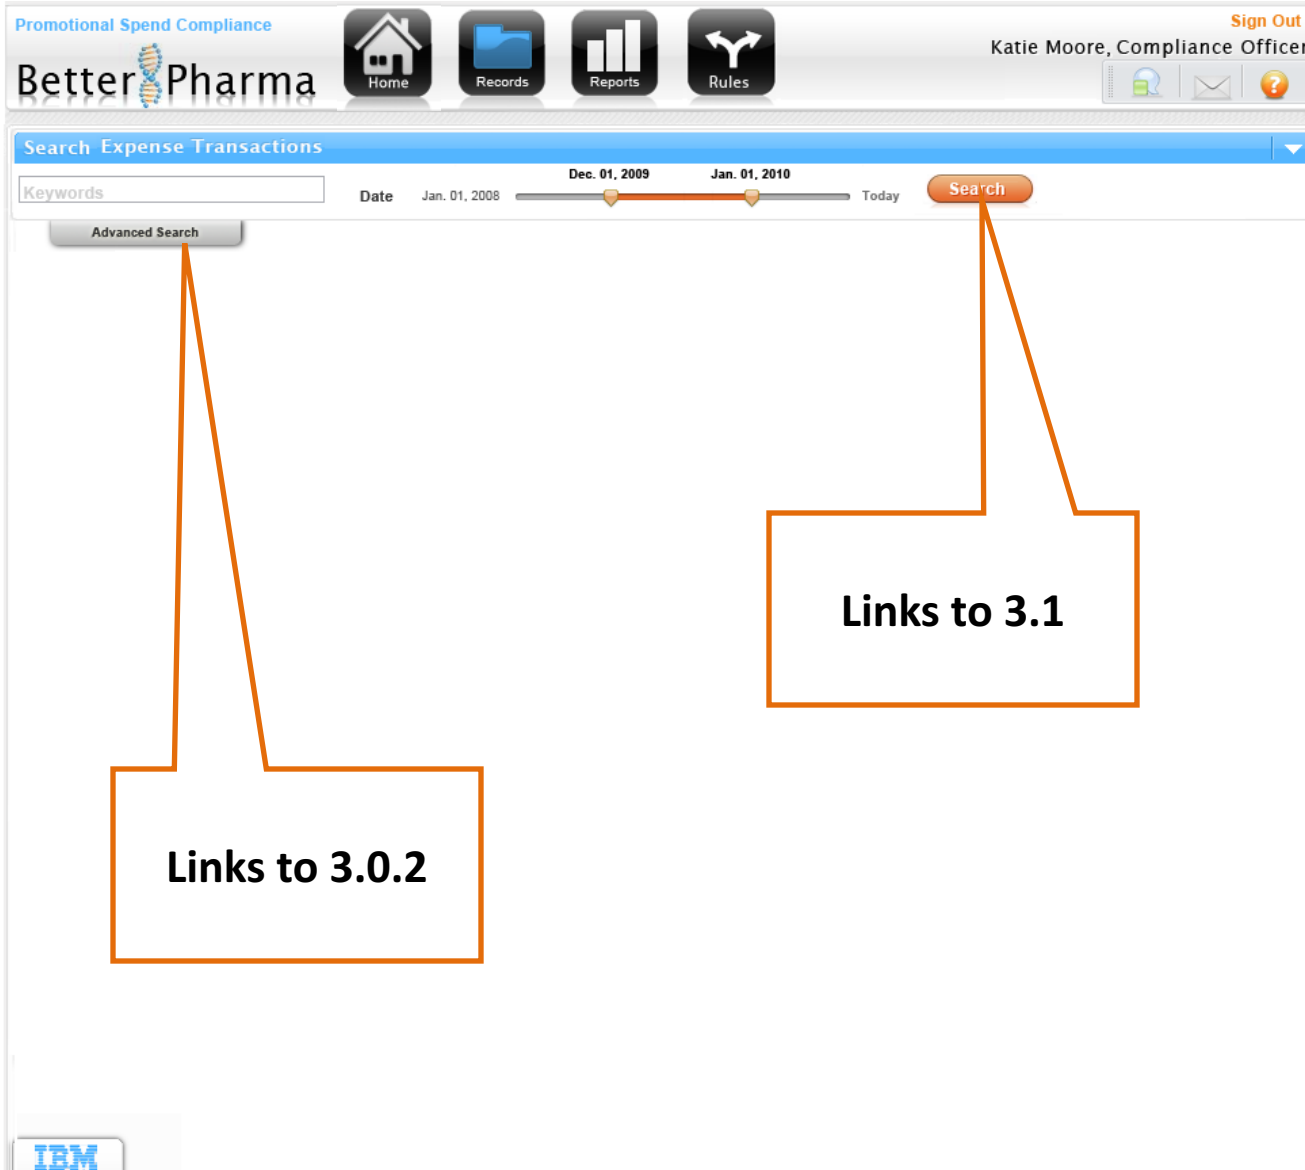 Promotional Spend Compliance
Better Pharma
Home
Records
Reports
Rules
Sign Out
Katie Moore, Compliance Officer
Search Expense Transactions
Keywords
Date
Jan. 01, 2008
Dec. 01, 2009
Jan. 01, 2010
Today
Search
Advanced Search
Links to 3.1
Links to 3.0.2
IBM